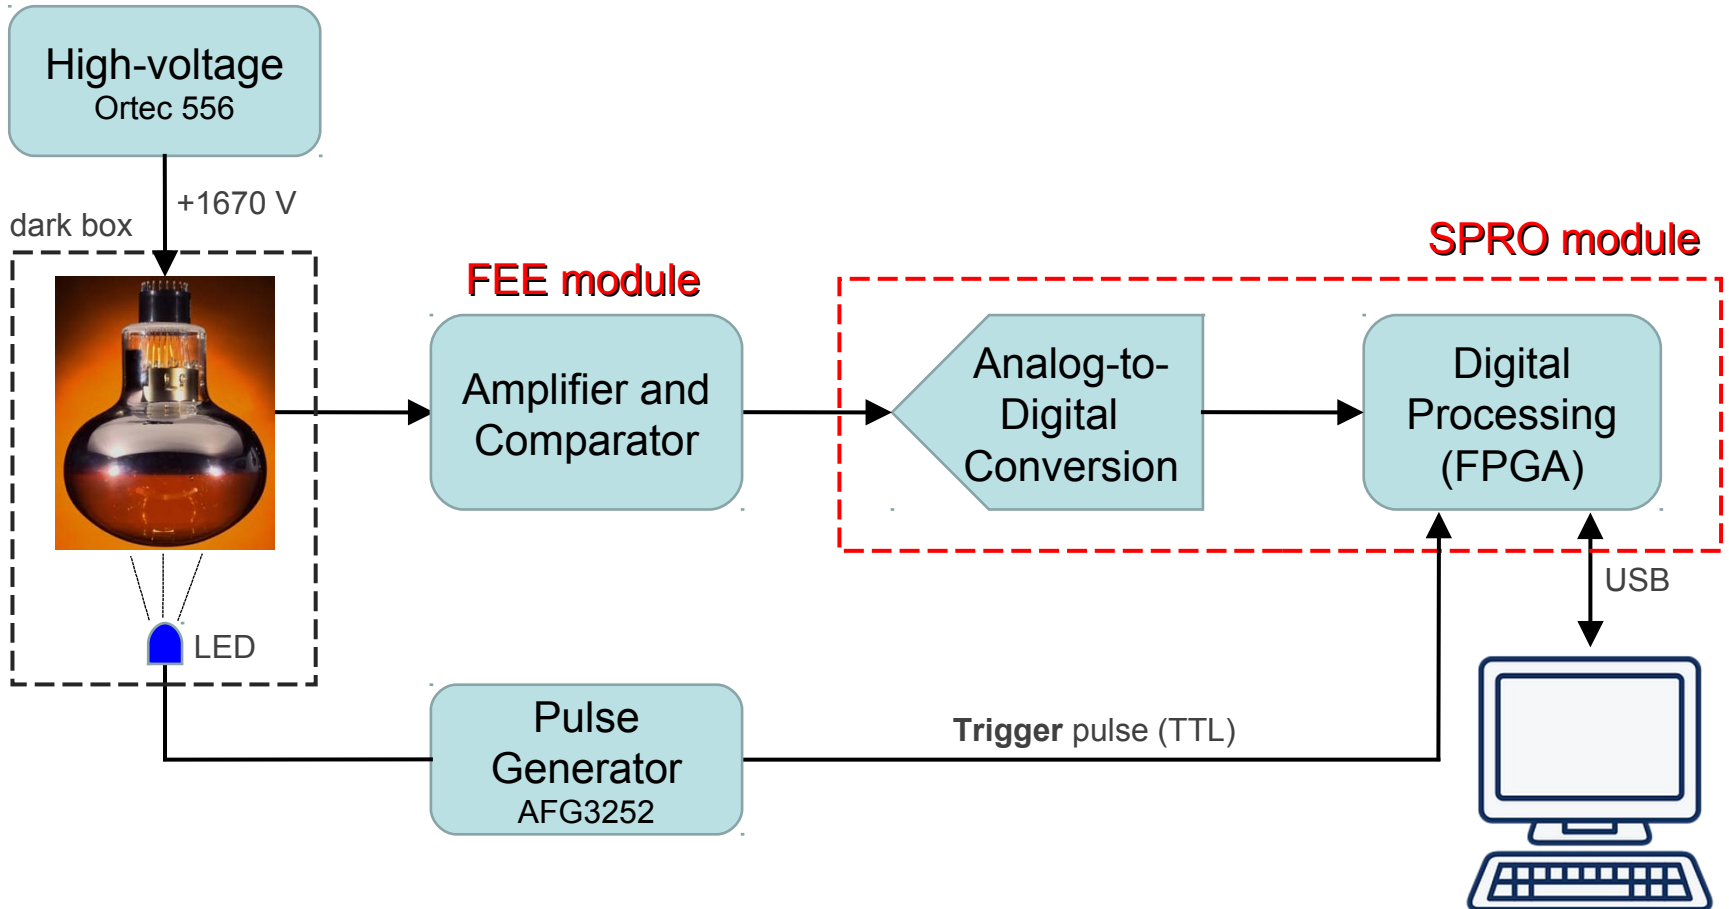 High-voltage
Ortec 556
+1670 V
dark box
SPRO module
FEE module
Amplifier and
Comparator
Analog-to-
Digital
Conversion
Digital
Processing
(FPGA)
USB
LED
Pulse
Generator
AFG3252
Trigger pulse (TTL)